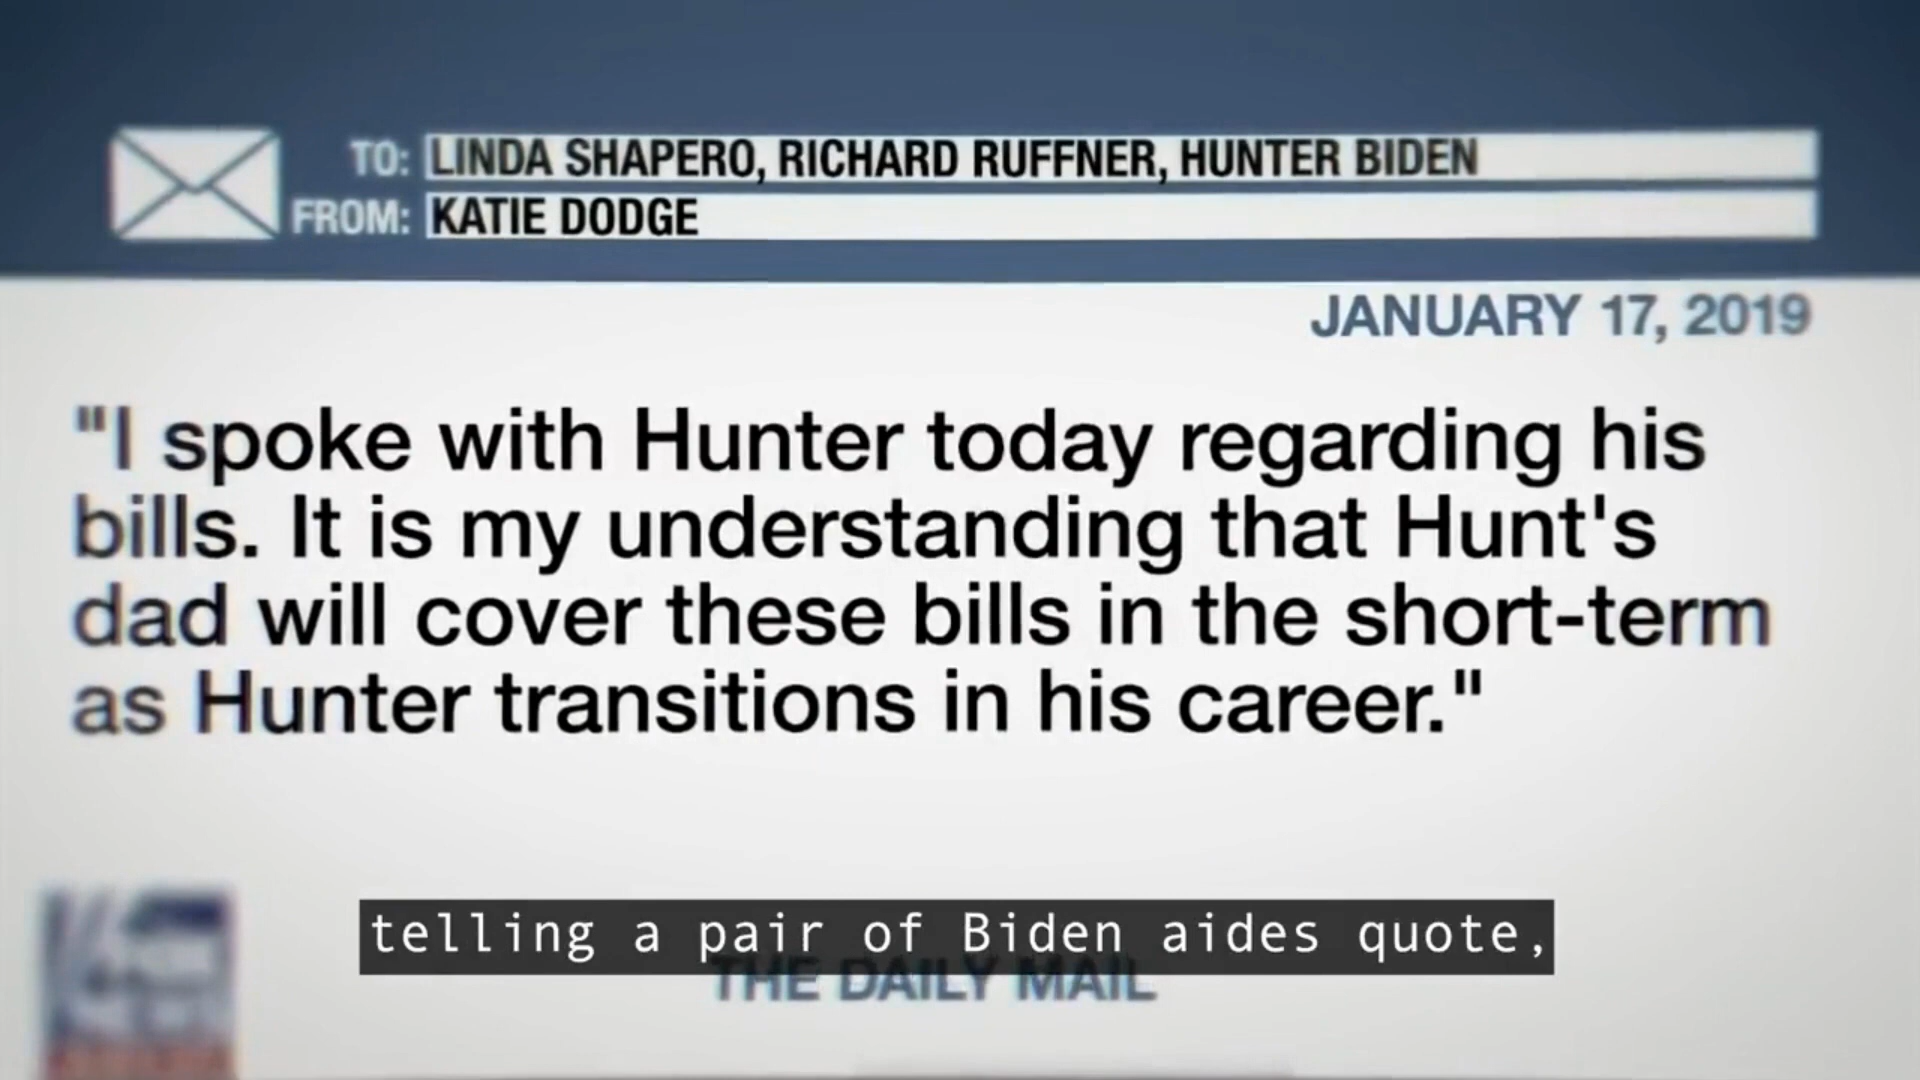 TO: LINDA SHAPERO, RICHARD RUFFNER, HUNTER BIDEN
FROM: KATIE DODGE
JANUARY 17, 2019
"I spoke with Hunter today regarding his
bills. It is my understanding that Hunt's
dad will cover these bills in the short-term
as Hunter transitions in his career."
telling a pair of Biden aides quote,
THE DAILY MAIL